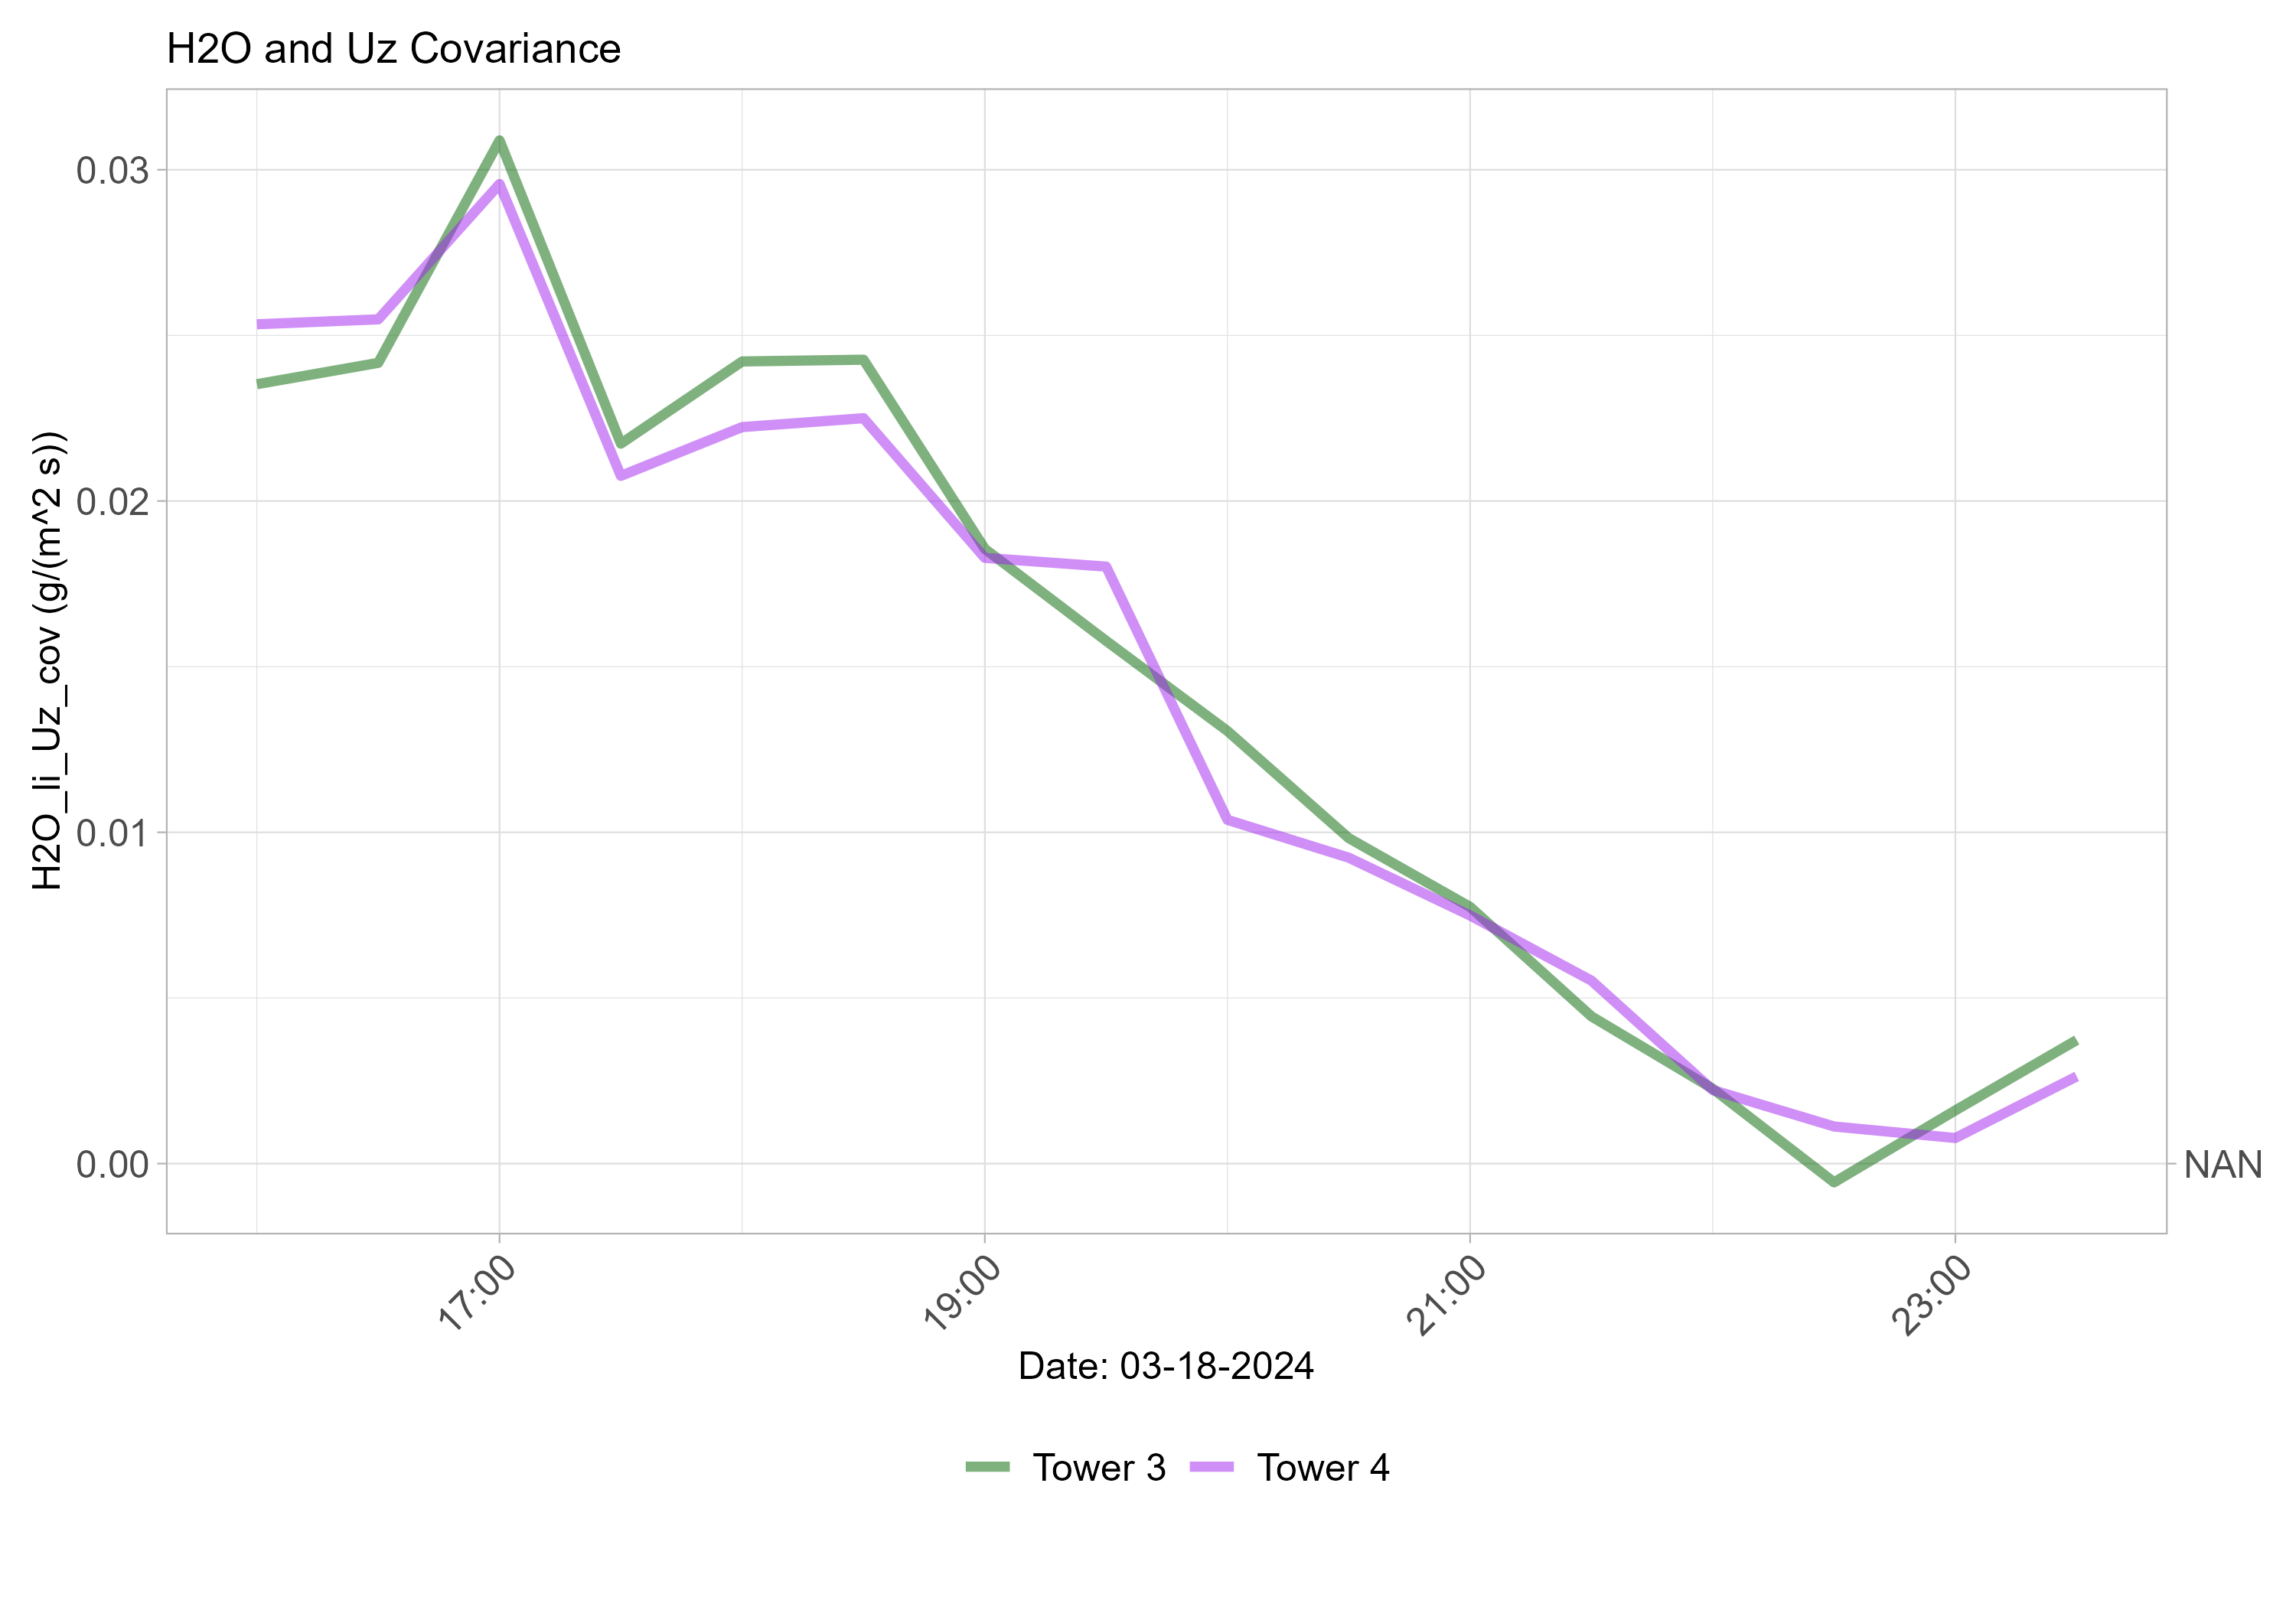 H2O and Uz Covariance
H2O_li_Uz_cov (g/(m^2 s))
0.03
0.02
0.01
0.00
NAN
17:00
19:00
21:00
23:00
Date: 03-18-2024
Tower 3
Tower 4